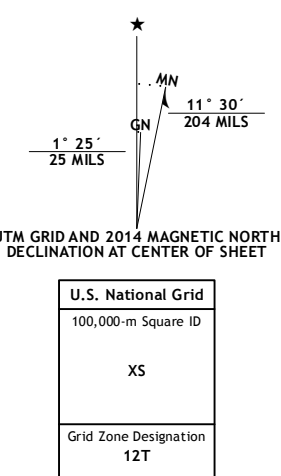 ★
MN
GN
11° 30´
204 MILS
1° 25´
25 MILS
UTM GRID AND 2014 MAGNETIC NORTH
DECLINATION AT CENTER OF SHEET
U.S. National Grid
100,000-m Square ID
XS
Grid Zone Designation
12T